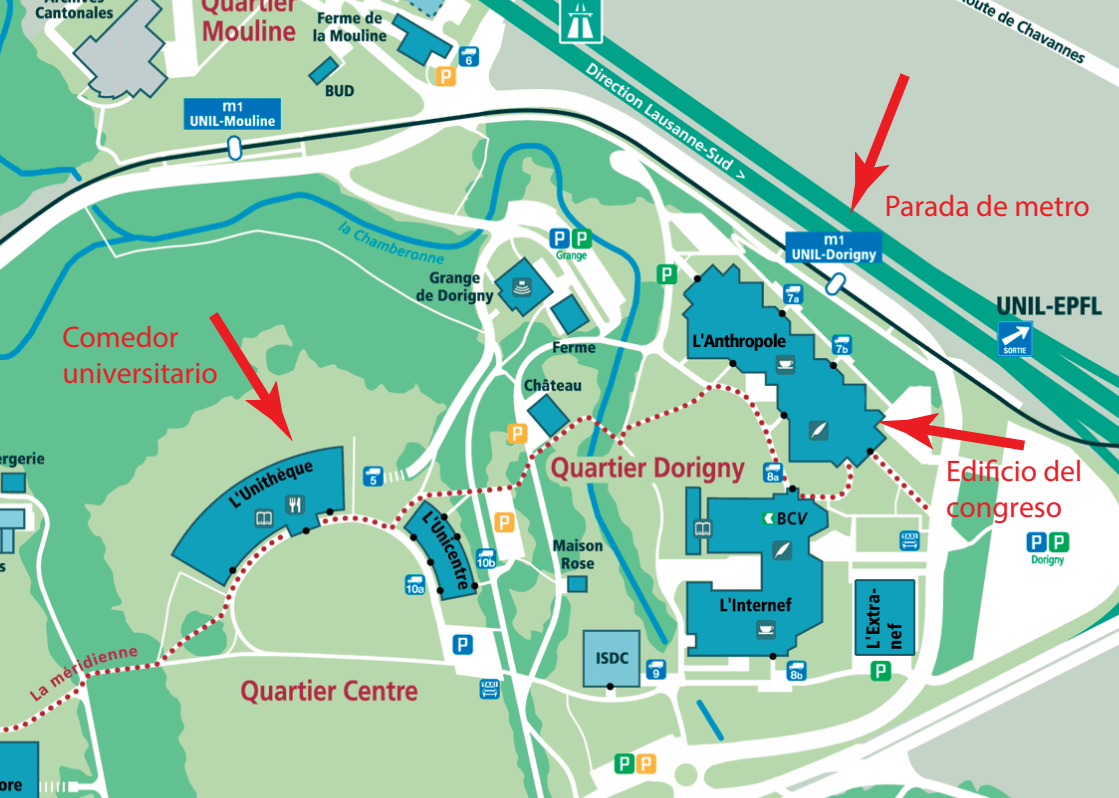 Cantonales
Quartier
Mouline
Ferme de
la Mouline
6
P
BUD
m1
UNIL-Mouline
Direction Lausanne-Sud >
Route de Chavannes
Parada de metro
m1
UNIL-Dorigny
UNIL-EPFL
SORTIE
la Chamberonne
P P
Grange
P
Grange
de Dorigny
Ferme
7a
7b
L'Anthropole
Château
P
Comedor
universitario
L'Unithèque
5
Quartier Dorigny
8a
Edificio del
congreso
BCV
P
L'Unicentre
10b
10a
Maison
Rose
TAXI
P P
Dorigny
L'Internef
L'Extra-
nef
P
ISDC
9
8b
P
TAXI
La méridienne
Quartier Centre
P P